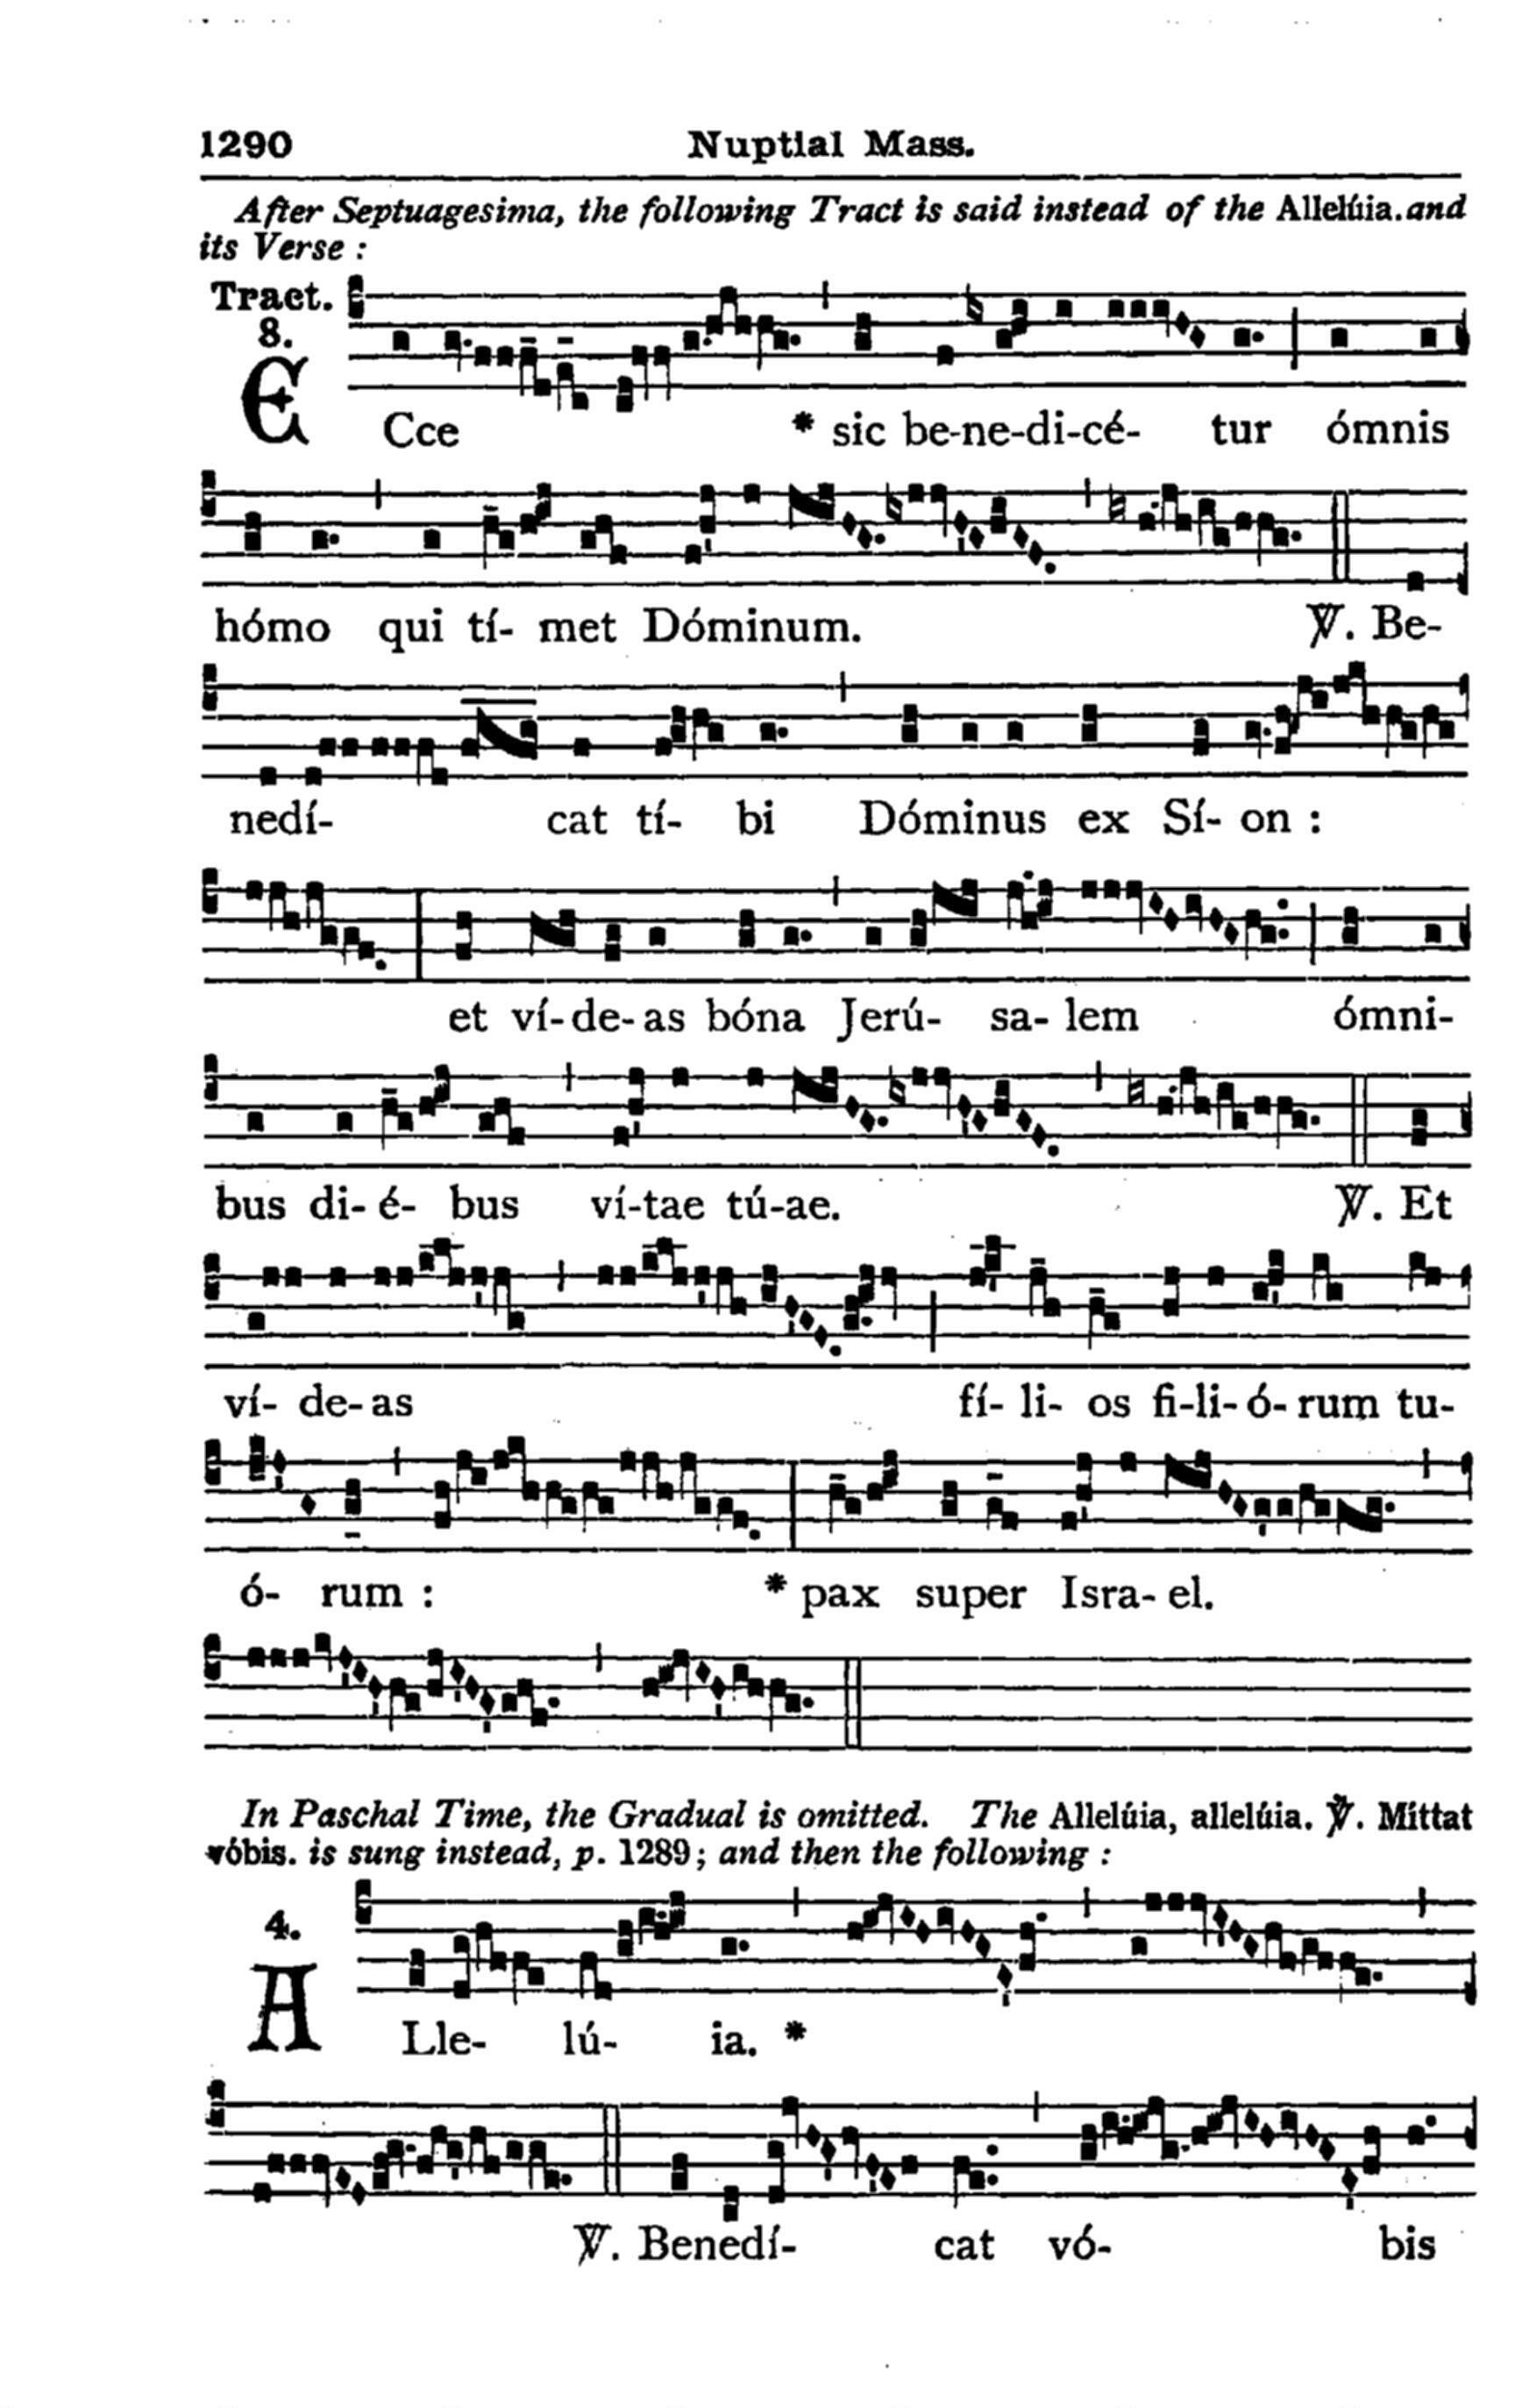 1290 Nuptial Mass.
After Septuagesima, the following Tract is said instead of the Allelúia. and
its Verse :
Tract.
8.
ECce * sic be-ne-di-cé- tur ómnis
hómo qui tí- met Dóminum. ℣. Be-
nedí- cat tí- bi Dóminus ex Sí- on :
et ví-de-as bóna Jerú- sa- lem ómni-
bus di- é- bus ví-tae tú-ae. ℣. Et
ví- de- as fí- li- os fi-li- ó- rum tu-
ó- rum : * pax super Isra- el.
In Paschal Time, the Gradual is omitted. The Allelúia, allelúia. ℣. Míttat
vóbis. is sung instead, p. 1289; and then the following :
4.
ALle- lú- ia. *
℣. Benedí- cat vó- bis